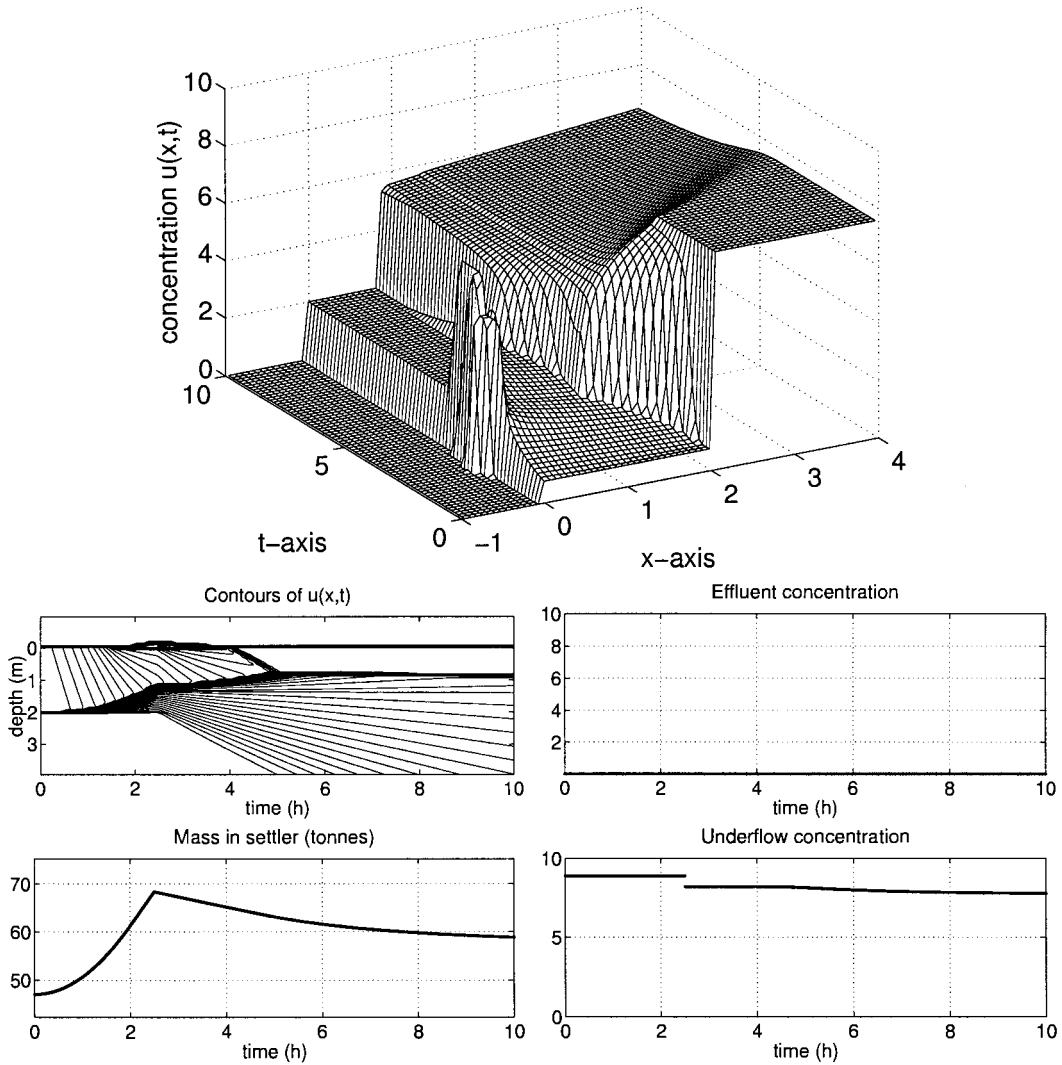 concentration u(x,t)
10
8
6
4
2
0
10
5
0
t-axis
-1
0
1
2
3
4
x-axis
Contours of u(x,t)
depth (m)
0
1
2
3
0 2 4 6 8 10
time (h)
Effluent concentration
10
8
6
4
2
0 2 4 6 8 10
time (h)
Mass in settler (tonnes)
70
60
50
0 2 4 6 8 10
time (h)
Underflow concentration
10
5
0
0 2 4 6 8 10
time (h)